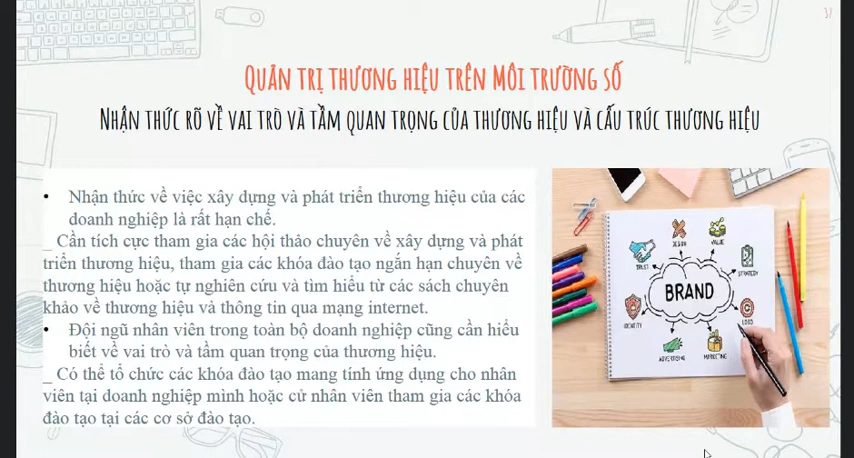 37
QUẢN TRỊ THƯƠNG HIỆU TRÊN MÔI TRƯỜNG SỐ
NHẬN THỨC RÕ VỀ VAI TRÒ VÀ TẦM QUAN TRỌNG CỦA THƯƠNG HIỆU VÀ CẤU TRÚC THƯƠNG HIỆU
• Nhận thức về việc xây dựng và phát triển thương hiệu của các
doanh nghiệp là rất hạn chế.
_ Cần tích cực tham gia các hội thảo chuyên về xây dựng và phát
triển thương hiệu, tham gia các khóa đào tạo ngắn hạn chuyên về
thương hiệu hoặc tự nghiên cứu và tìm hiểu từ các sách chuyên
khảo về thương hiệu và thông tin qua mạng internet.
• Đội ngũ nhân viên trong toàn bộ doanh nghiệp cũng cần hiểu
biết về vai trò và tầm quan trọng của thương hiệu.
_ Có thể tổ chức các khóa đào tạo mang tính ứng dụng cho nhân
viên tại doanh nghiệp mình hoặc cử nhân viên tham gia các khóa
đào tạo tại các cơ sở đào tạo.
DESIGN
VALUE
TRUST
STRATEGY
BRAND
IDENTITY
LOGO
ADVERTISING
MARKETING